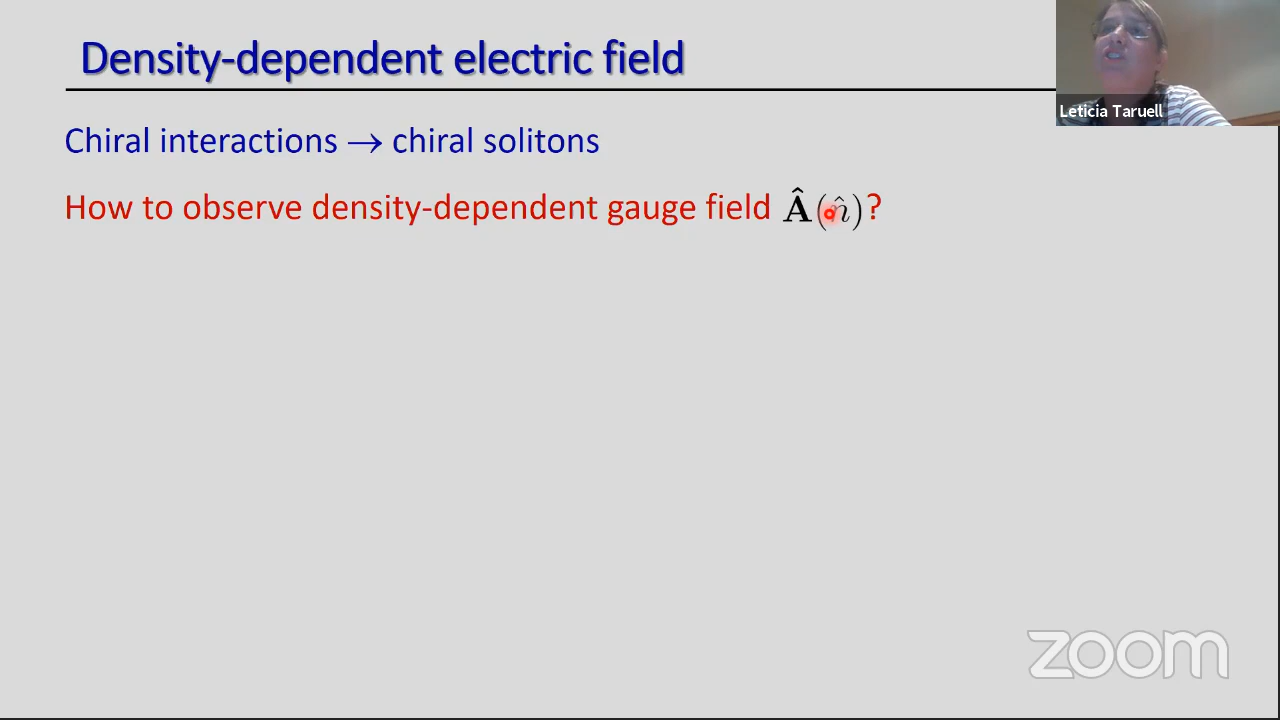 Density-dependent electric field
Leticia Taruell
Chiral interactions → chiral solitons
How to observe density-dependent gauge field Â(n̂)?
zoom